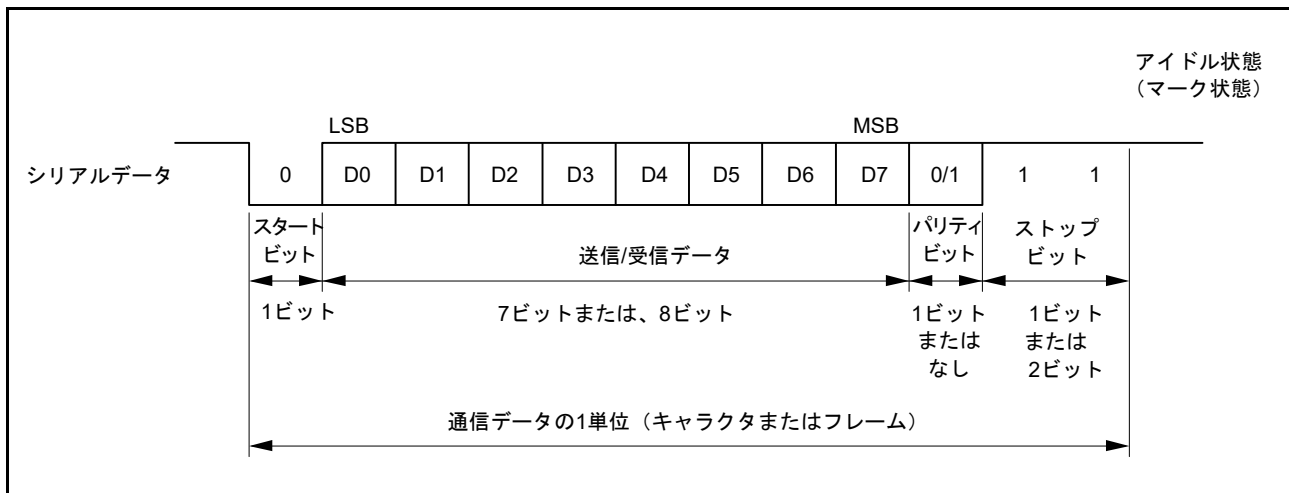 アイドル状態
（マーク状態）
LSB
MSB
シリアルデータ
0
D0
D1
D2
D3
D4
D5
D6
D7
0/1
1
1
スタート
ビット
送信/受信データ
パリティ
ビット
ストップ
ビット
1ビット
7ビットまたは、8ビット
1ビット
または
なし
1ビット
または
2ビット
通信データの1単位（キャラクタまたはフレーム）